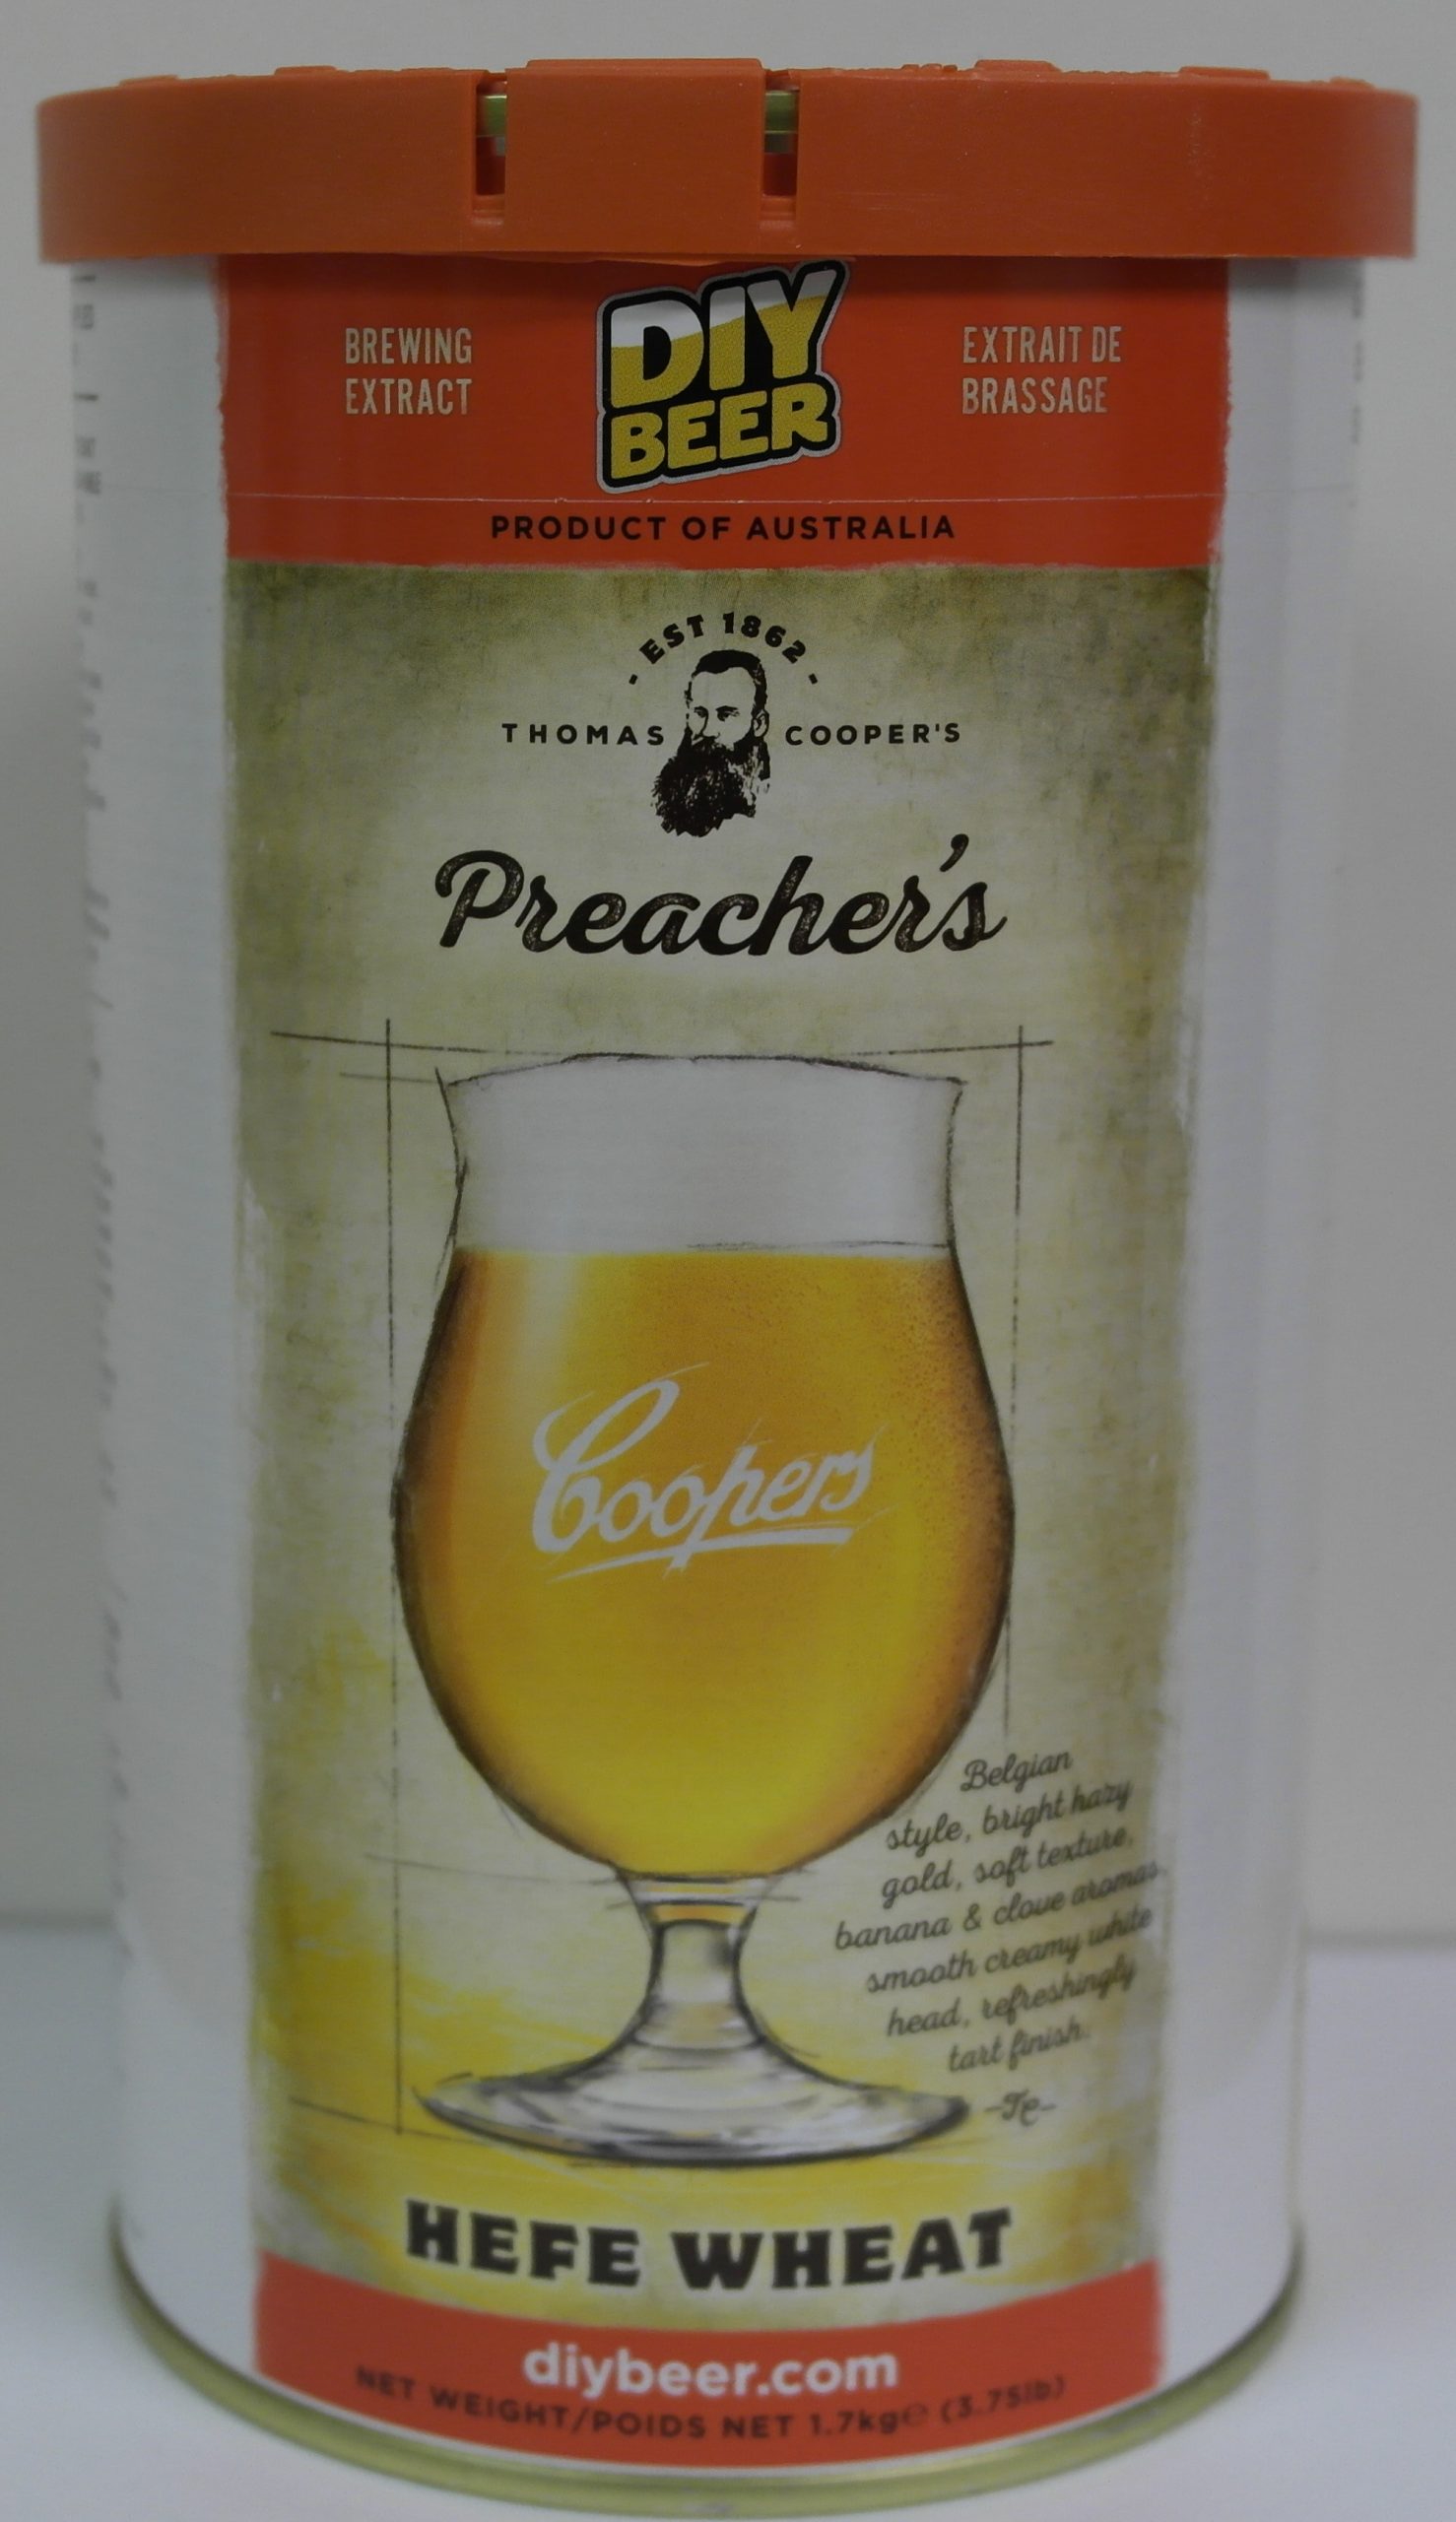 BREWING
EXTRACT
DIY
BEER
EXTRAIT DE
BRASSAGE
PRODUCT OF AUSTRALIA
- EST 1862 -
THOMAS COOPER'S
Preacher's
Coopers
Belgian
style, bright hazy
gold, soft texture,
banana & clove aromas,
smooth creamy white
head, refreshingly
tart finish.
-Tc-
HEFE WHEAT
diybeer.com
NET WEIGHT/POIDS NET 1.7kg℮ (3.75lb)